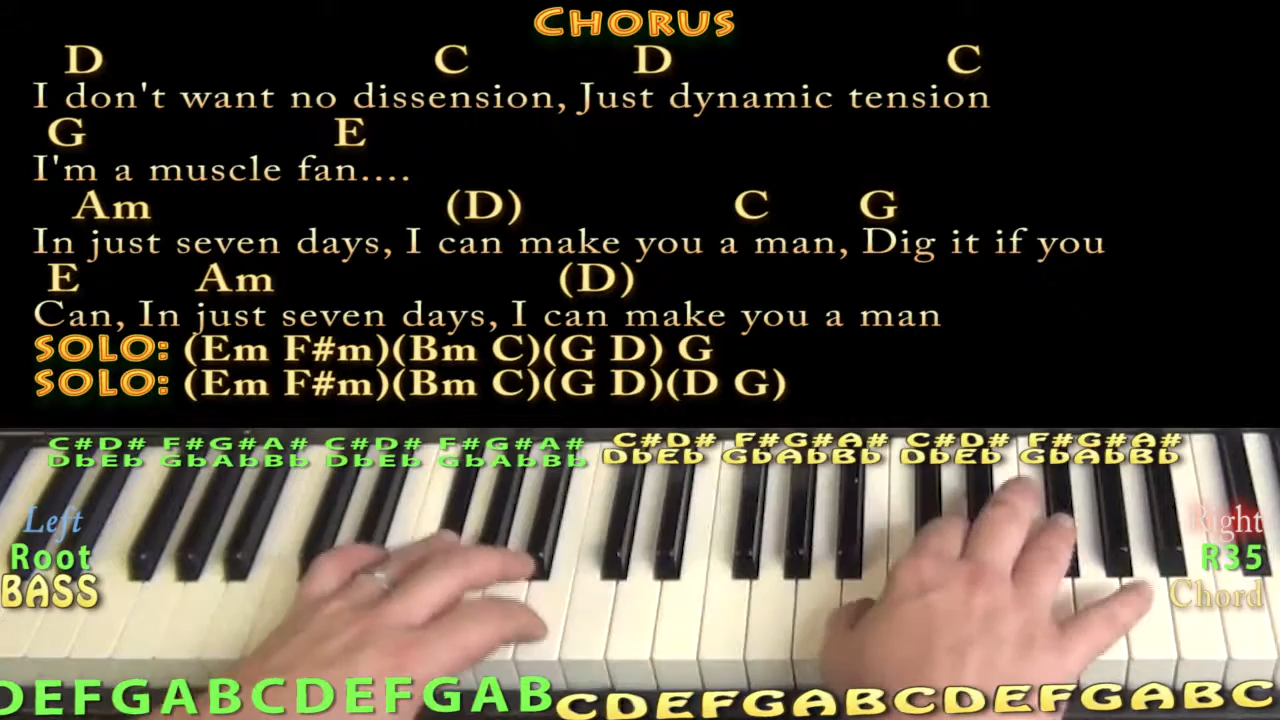 CHORUS
D C D C
I don't want no dissension, Just dynamic tension
G E
I'm a muscle fan....
Am (D) C G
In just seven days, I can make you a man, Dig it if you
E Am (D)
Can, In just seven days, I can make you a man
SOLO: (Em F#m)(Bm C)(G D) G
SOLO: (Em F#m)(Bm C)(G D)(D G)
C#D# F#G#A# C#D# F#G#A# C#D# F#G#A# C#D# F#G#A#
DbEb GbAbBb DbEb GbAbBb DbEb GbAbBb DbEb GbAbBb
Left
Root
BASS
Right
R35
Chord
DEFGABCDEFGAB CDEFGABCDEFGABC